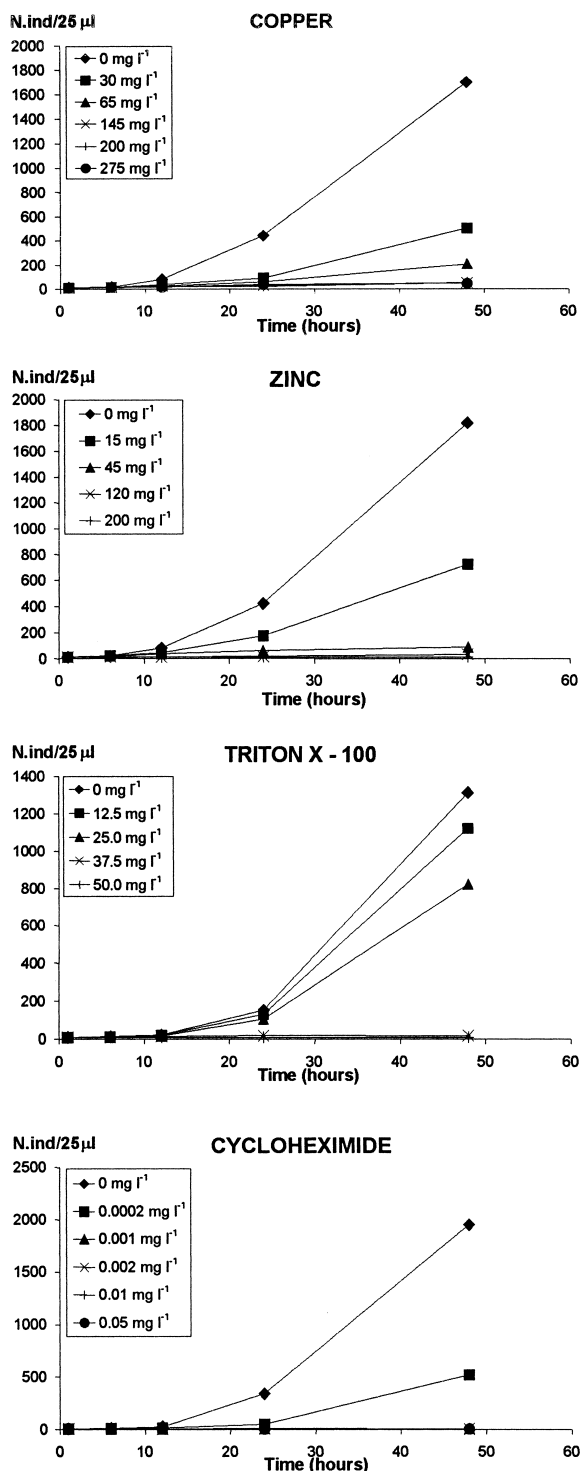 N.ind/25 µl
COPPER
2000
1800
1600
1400
1200
1000
800
600
400
200
0
0 mg l-1
30 mg l-1
65 mg l-1
145 mg l-1
200 mg l-1
275 mg l-1
0 10 20 30 40 50 60
Time (hours)
N.ind/25µl
ZINC
2000
1800
1600
1400
1200
1000
800
600
400
200
0
0 mg l-1
15 mg l-1
45 mg l-1
120 mg l-1
200 mg l-1
0 10 20 30 40 50 60
Time (hours)
N.ind/25µl
TRITON X - 100
1400
1200
1000
800
600
400
200
0
0 mg l-1
12.5 mg l-1
25.0 mg l-1
37.5 mg l-1
50.0 mg l-1
0 10 20 30 40 50 60
Time (hours)
N.ind/25µl
CYCLOHEXIMIDE
2500
2000
1500
1000
500
0
0 mg l-1
0.0002 mg l-1
0.001 mg l-1
0.002 mg l-1
0.01 mg l-1
0.05 mg l-1
0 10 20 30 40 50 60
Time (hours)